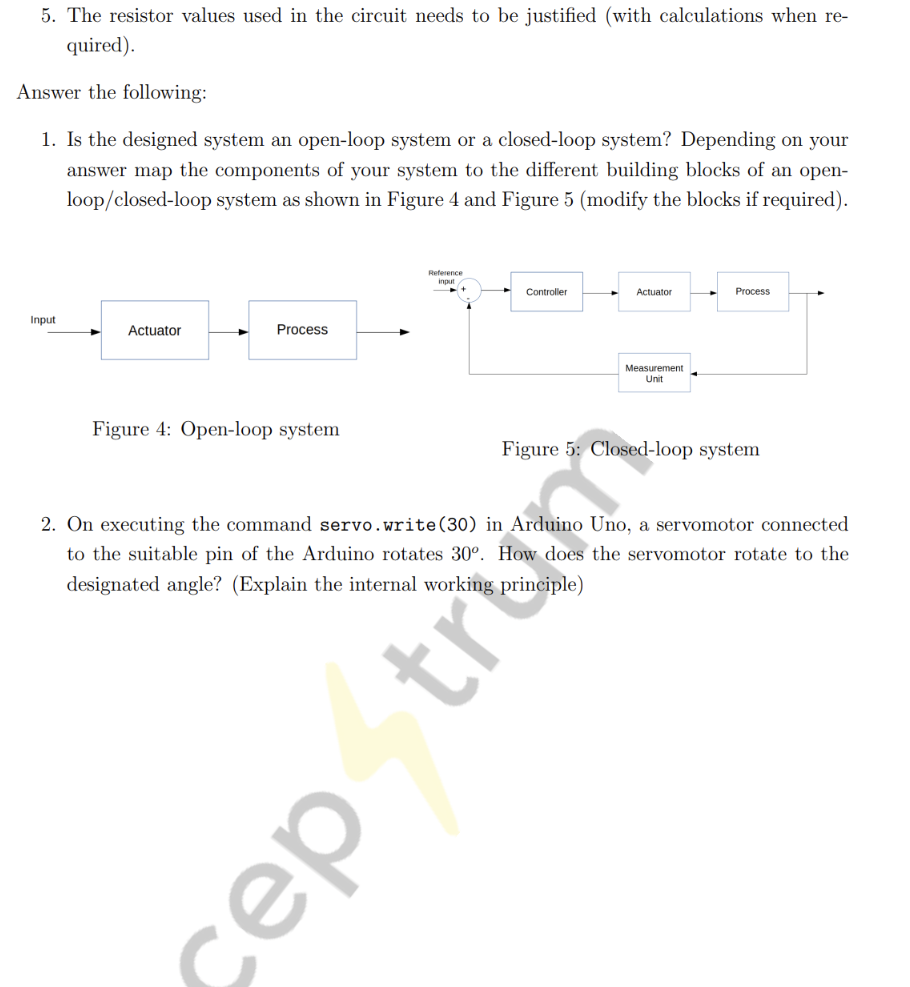 5. The resistor values used in the circuit needs to be justified (with calculations when re-
quired).
Answer the following:
1. Is the designed system an open-loop system or a closed-loop system? Depending on your
answer map the components of your system to the different building blocks of an open-
loop/closed-loop system as shown in Figure 4 and Figure 5 (modify the blocks if required).
Input
Actuator
Process
Figure 4: Open-loop system
Reference
input
+
-
Controller
Actuator
Process
Measurement
Unit
Figure 5: Closed-loop system
2. On executing the command servo.write(30) in Arduino Uno, a servomotor connected
to the suitable pin of the Arduino rotates 30º. How does the servomotor rotate to the
designated angle? (Explain the internal working principle)
cep
trum